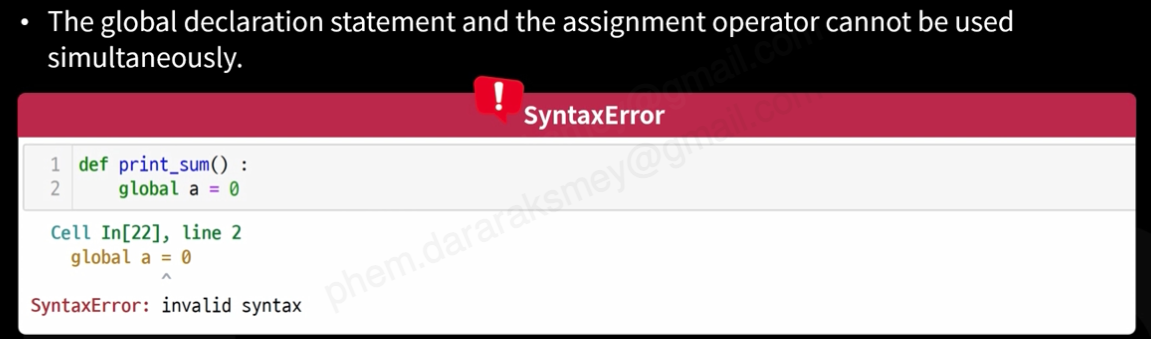 • The global declaration statement and the assignment operator cannot be used
simultaneously.
! SyntaxError
1 def print_sum() :
2     global a = 0
Cell In[22], line 2
  global a = 0
           ^
SyntaxError: invalid syntax
phem.dararaksmey@gmail.com